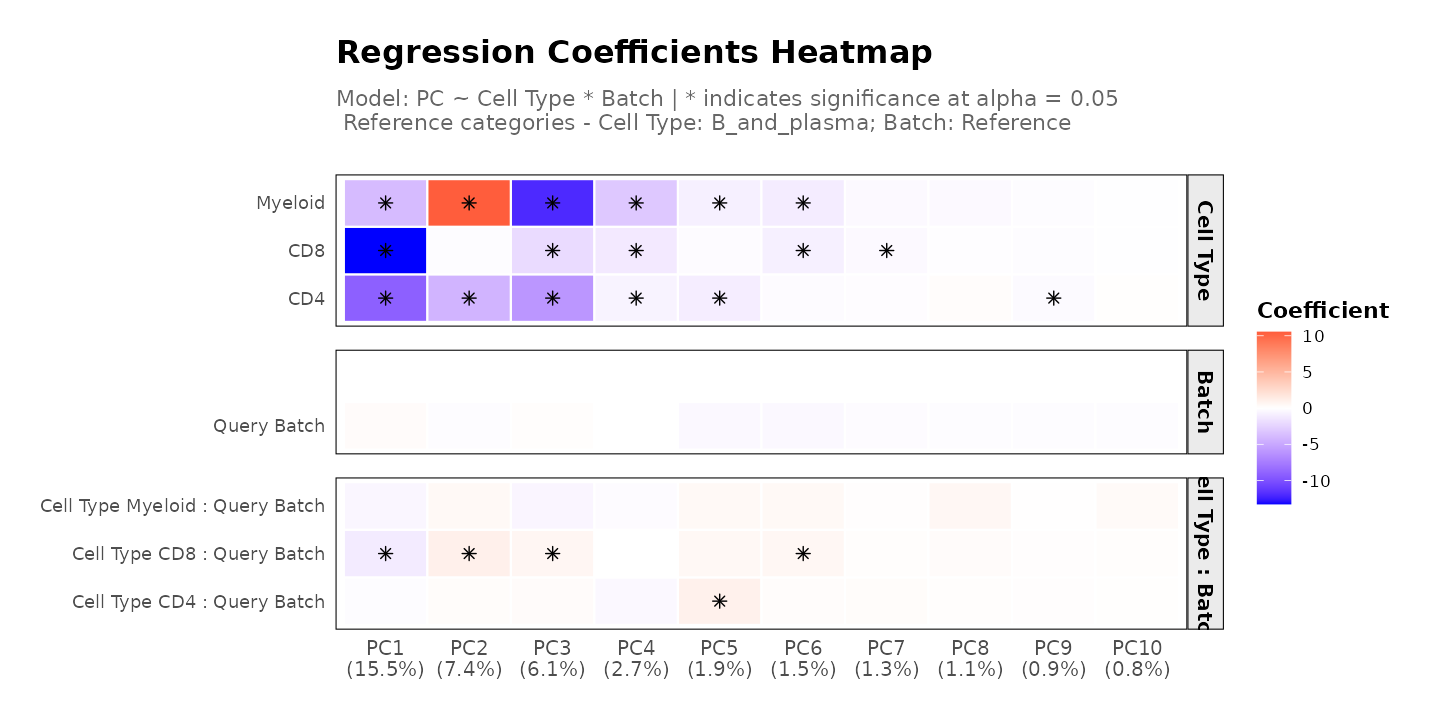 Regression Coefficients Heatmap
Model: PC ~ Cell Type * Batch | * indicates significance at alpha = 0.05
Reference categories - Cell Type: B_and_plasma; Batch: Reference
Myeloid
CD8
CD4
Cell Type
Query Batch
Batch
Cell Type Myeloid : Query Batch
Cell Type CD8 : Query Batch
Cell Type CD4 : Query Batch
ell Type : Batc
PC1 PC2 PC3 PC4 PC5 PC6 PC7 PC8 PC9 PC10
(15.5%) (7.4%) (6.1%) (2.7%) (1.9%) (1.5%) (1.3%) (1.1%) (0.9%) (0.8%)
Coefficient
10
5
0
-5
-10